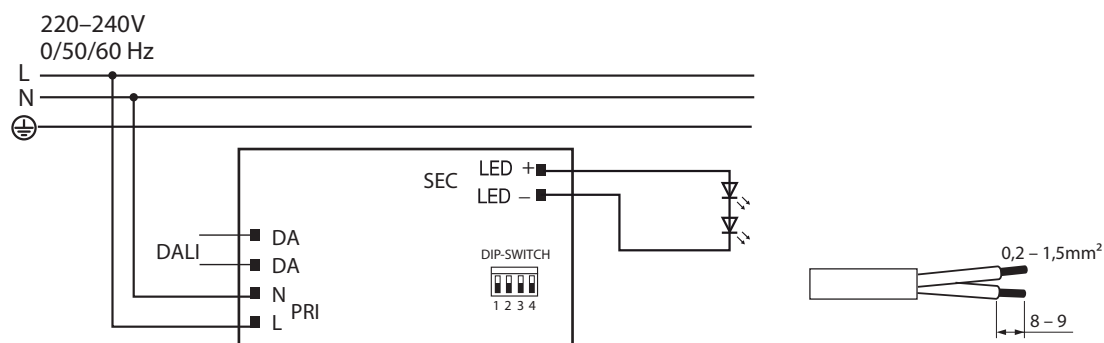 220–240V
0/50/60 Hz
L
N
SEC
LED +
LED –
DALI
DA
DA
N
PRI
L
DIP-SWITCH
1 2 3 4
0,2 – 1,5mm²
8 – 9